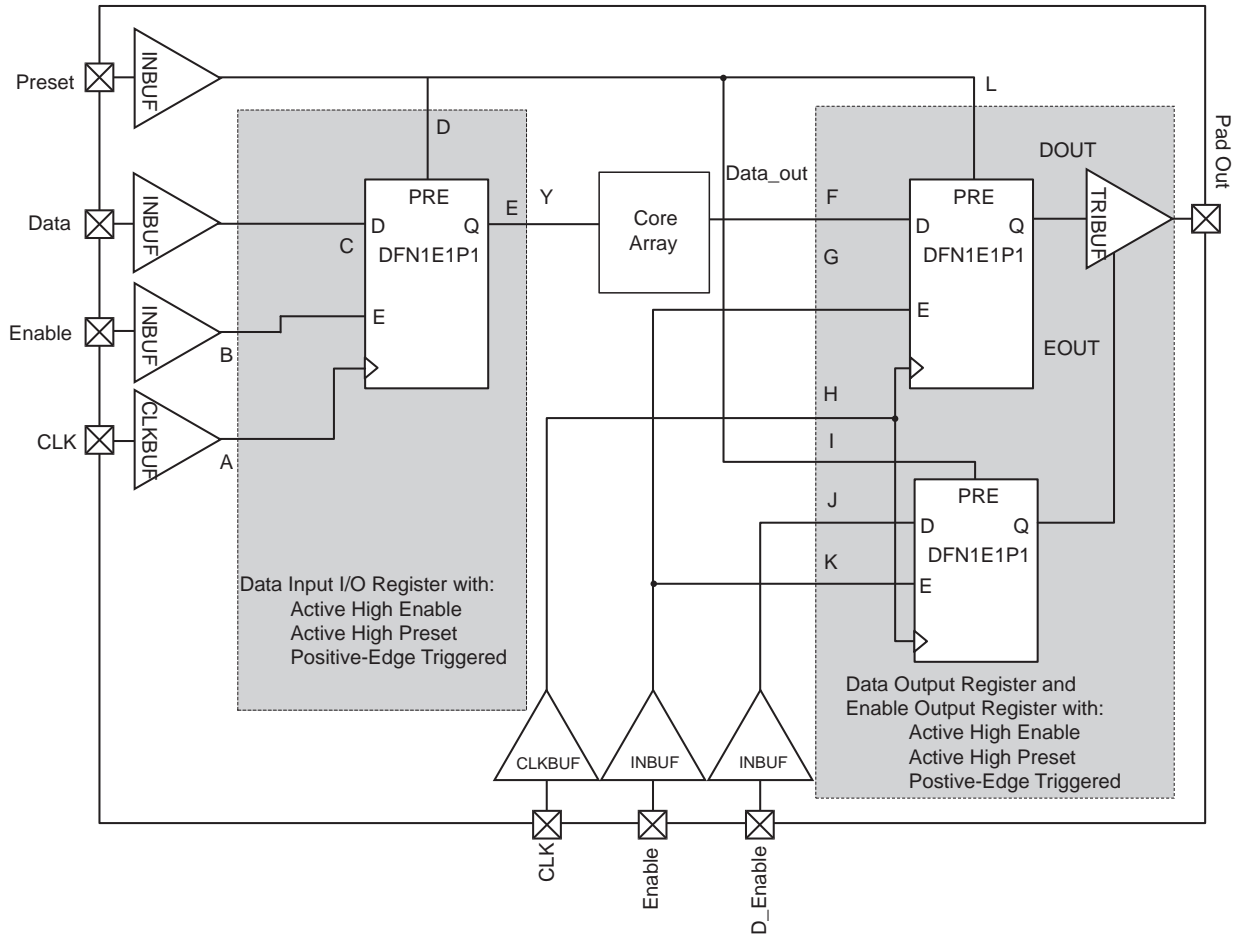 Preset
INBUF
L
D
Pad Out
DOUT
Data_out
PRE
PRE
TRIBUF
Data
INBUF
D
Q
E
Y
Core
Array
F
D
Q
C
DFN1E1P1
G
DFN1E1P1
Enable
INBUF
B
E
E
EOUT
CLK
CLKBUF
A
H
I
PRE
J
D
Q
DFN1E1P1
K
E
Data Input I/O Register with:
Active High Enable
Active High Preset
Positive-Edge Triggered
Data Output Register and
Enable Output Register with:
Active High Enable
Active High Preset
Postive-Edge Triggered
CLKBUF
INBUF
INBUF
CLK
Enable
D_Enable